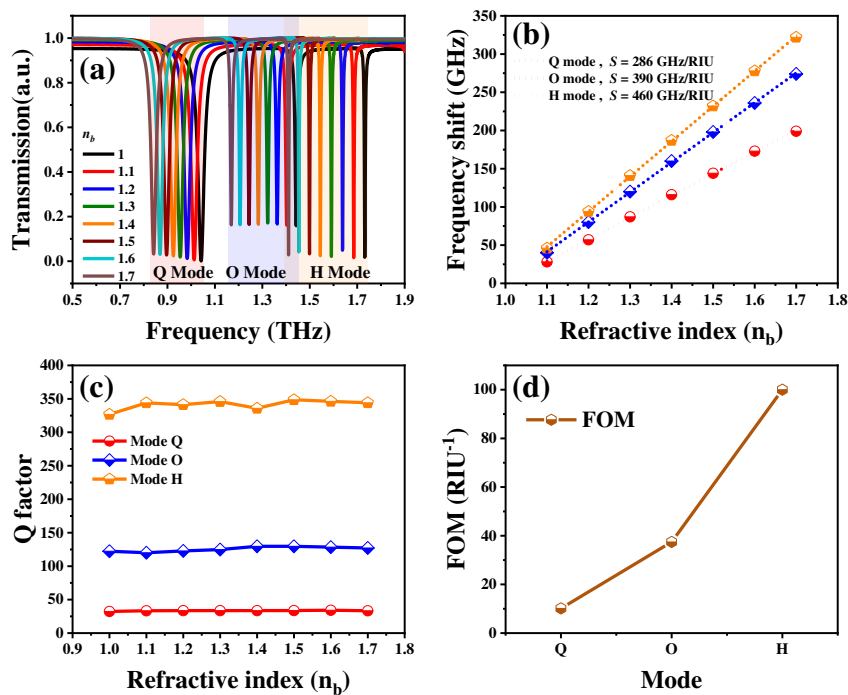 (a)
Transmission(a.u.)
1.0
0.8
0.6
0.4
0.2
0.0
n_b
1
1.1
1.2
1.3
1.4
1.5
1.6
1.7
Q Mode O Mode H Mode
0.5 0.7 0.9 1.1 1.3 1.5 1.7 1.9
Frequency (THz)
(b)
Frequency shift (GHz)
350
300
250
200
150
100
50
0
Q mode , S = 286 GHz/RIU
O mode , S = 390 GHz/RIU
H mode , S = 460 GHz/RIU
1.0 1.1 1.2 1.3 1.4 1.5 1.6 1.7 1.8
Refractive index (n_b)
(c)
Q factor
400
350
300
250
200
150
100
50
0
Mode Q
Mode O
Mode H
0.9 1.0 1.1 1.2 1.3 1.4 1.5 1.6 1.7 1.8
Refractive index (n_b)
(d)
FOM (RIU⁻¹)
100
80
60
40
20
0
FOM
Q O H
Mode